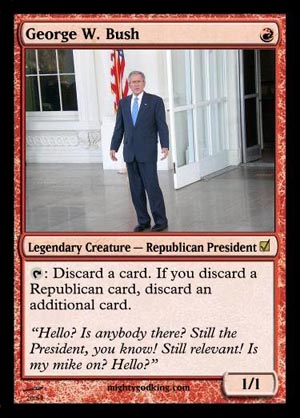 George W. Bush
Legendary Creature — Republican President
: Discard a card. If you discard a
Republican card, discard an
additional card.
“Hello? Is anybody there? Still the
President, you know! Still relevant! Is
my mike on? Hello?”
mightygodking.com
1/1